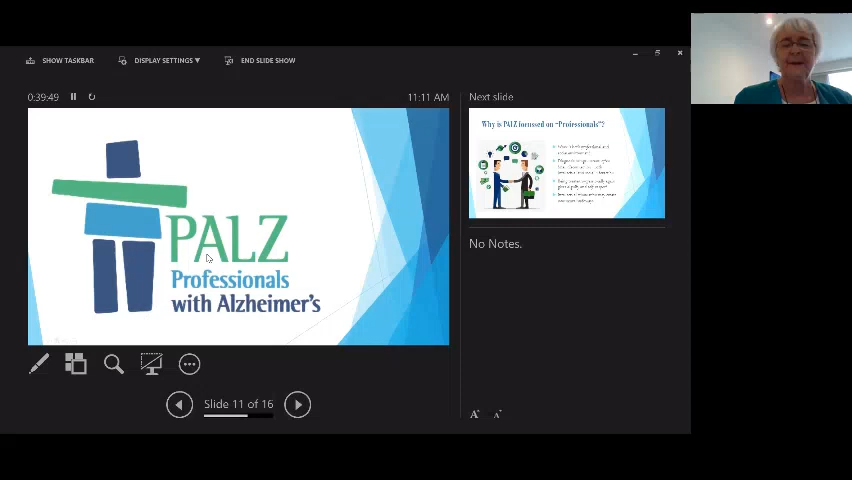 SHOW TASKBAR
DISPLAY SETTINGS ▼
END SLIDE SHOW
0:39:49
11:11 AM
PALZ
Professionals
with Alzheimer's
Slide 11 of 16
Next slide
Why is PALZ focussed on "Professionals"?
No Notes.
A
A